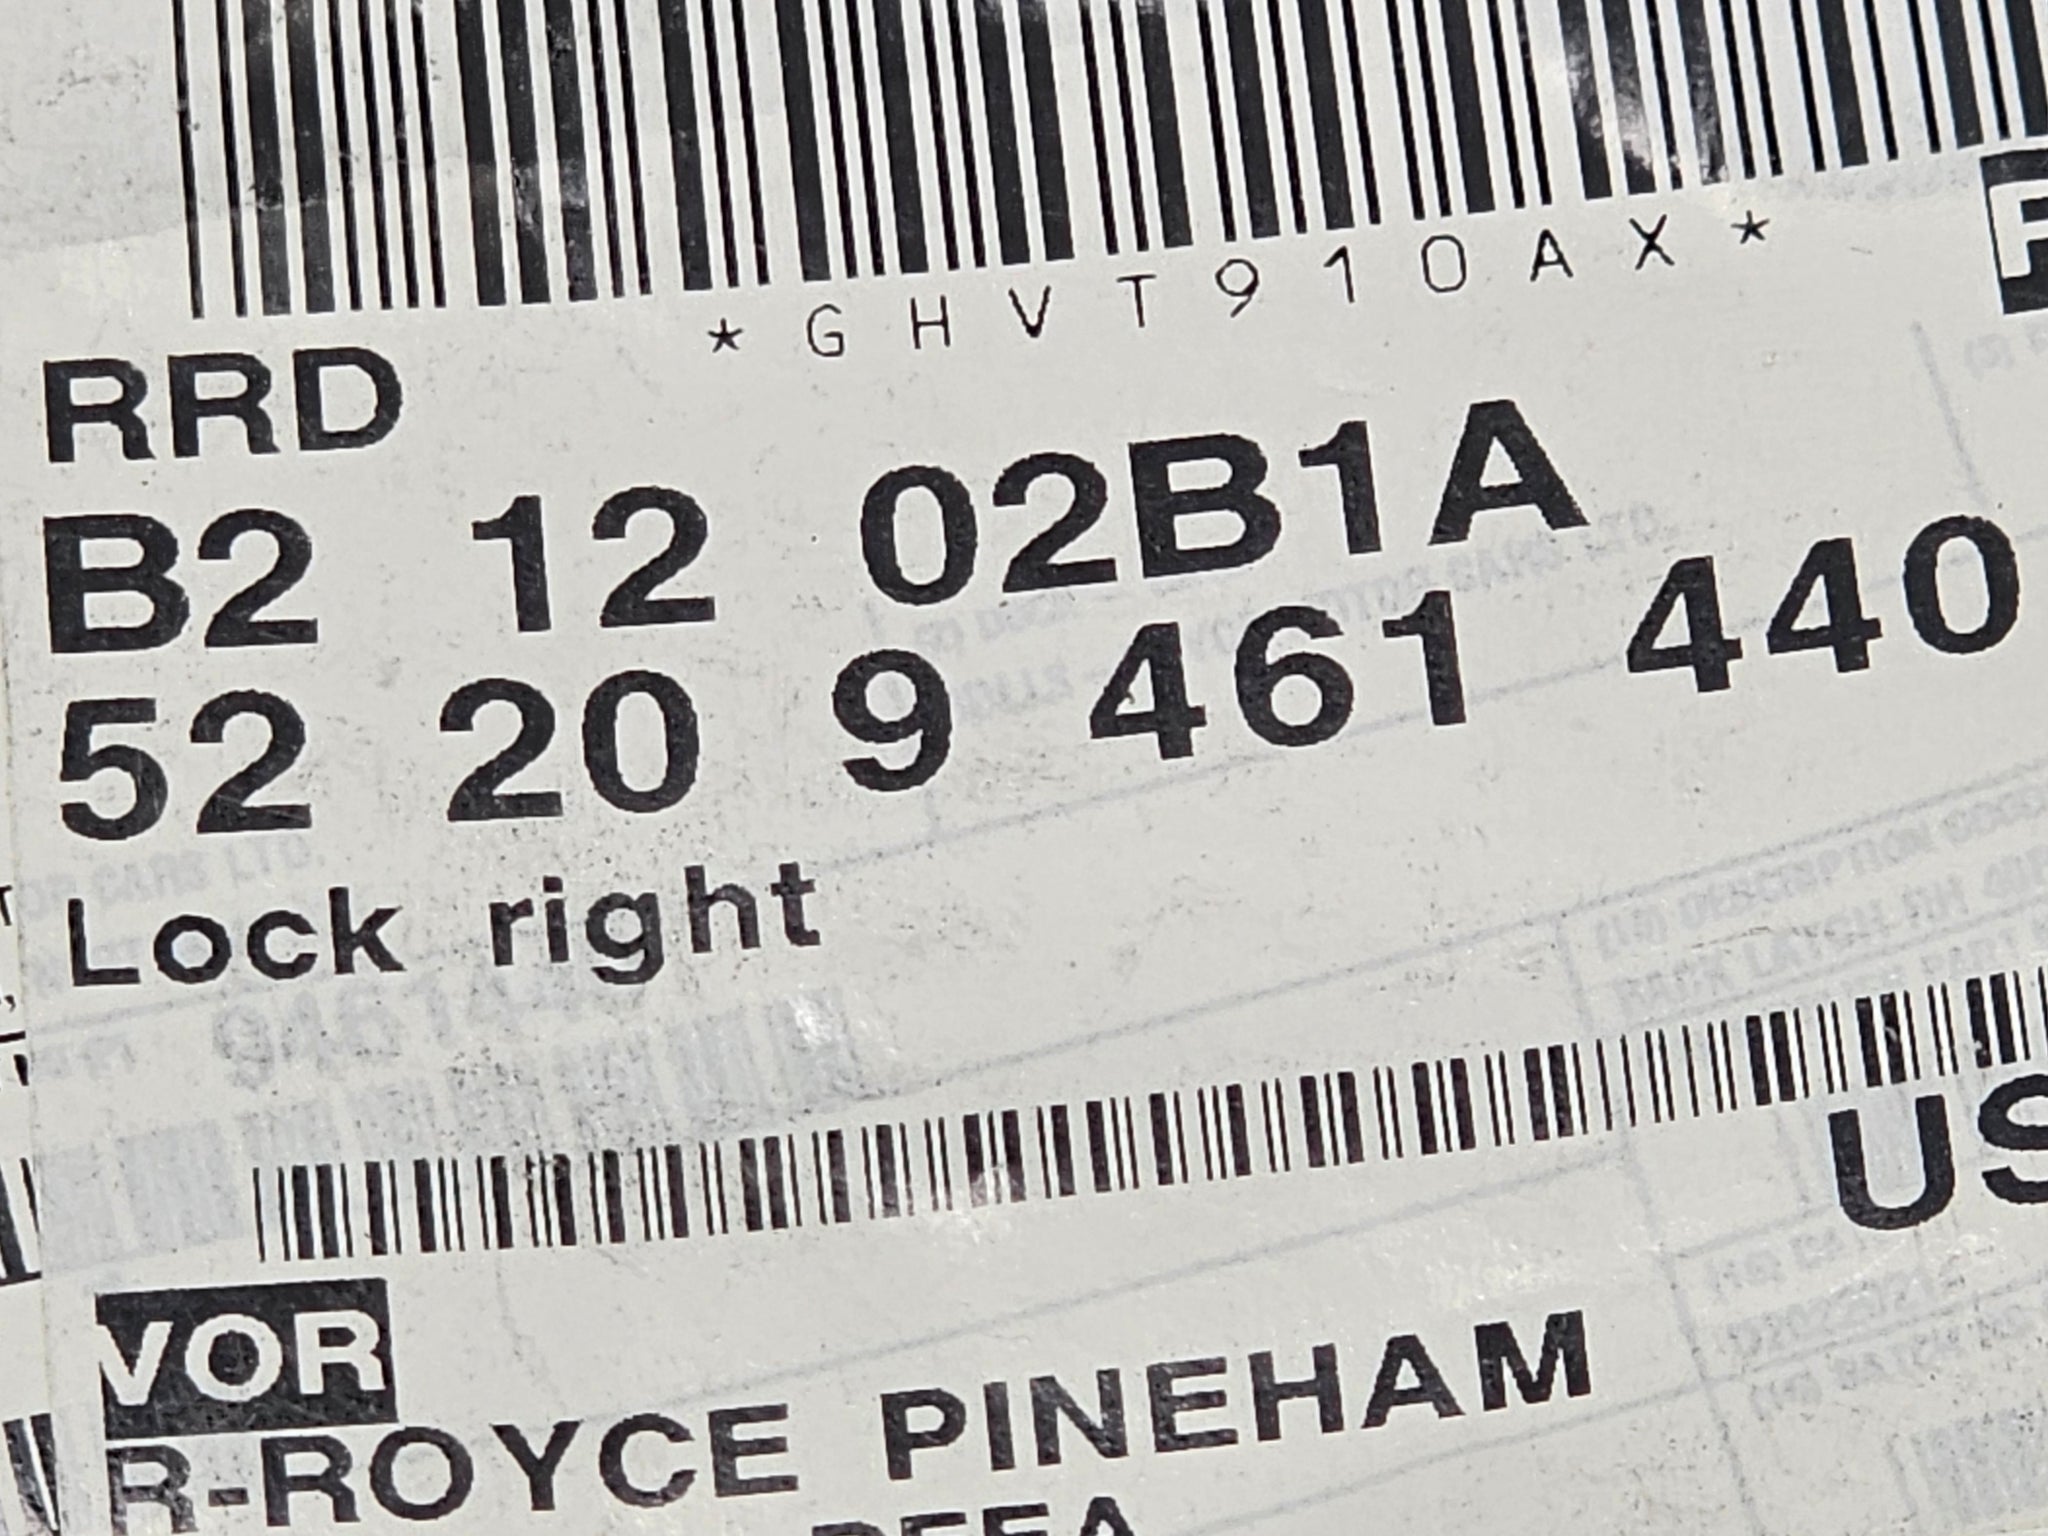 *GHVT910AX*
RRD
B2 12 02B1A
52 20 9 461 440
Lock right
US
VOR
R-ROYCE PINEHAM